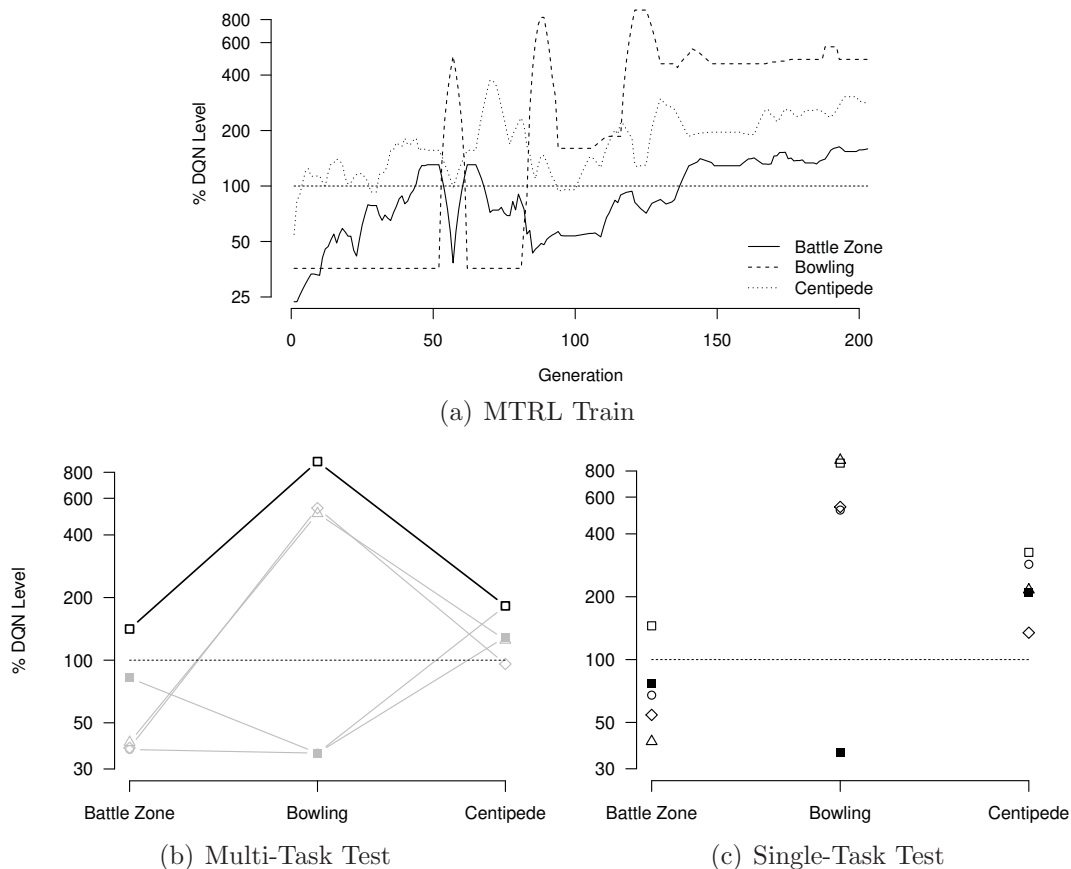 800
600
400
200
100
50
25
% DQN Level
Battle Zone
Bowling
Centipede
0 50 100 150 200
Generation
(a) MTRL Train
800
600
400
200
100
50
30
% DQN Level
Battle Zone Bowling Centipede
(b) Multi-Task Test
800
600
400
200
100
50
30
Battle Zone Bowling Centipede
(c) Single-Task Test